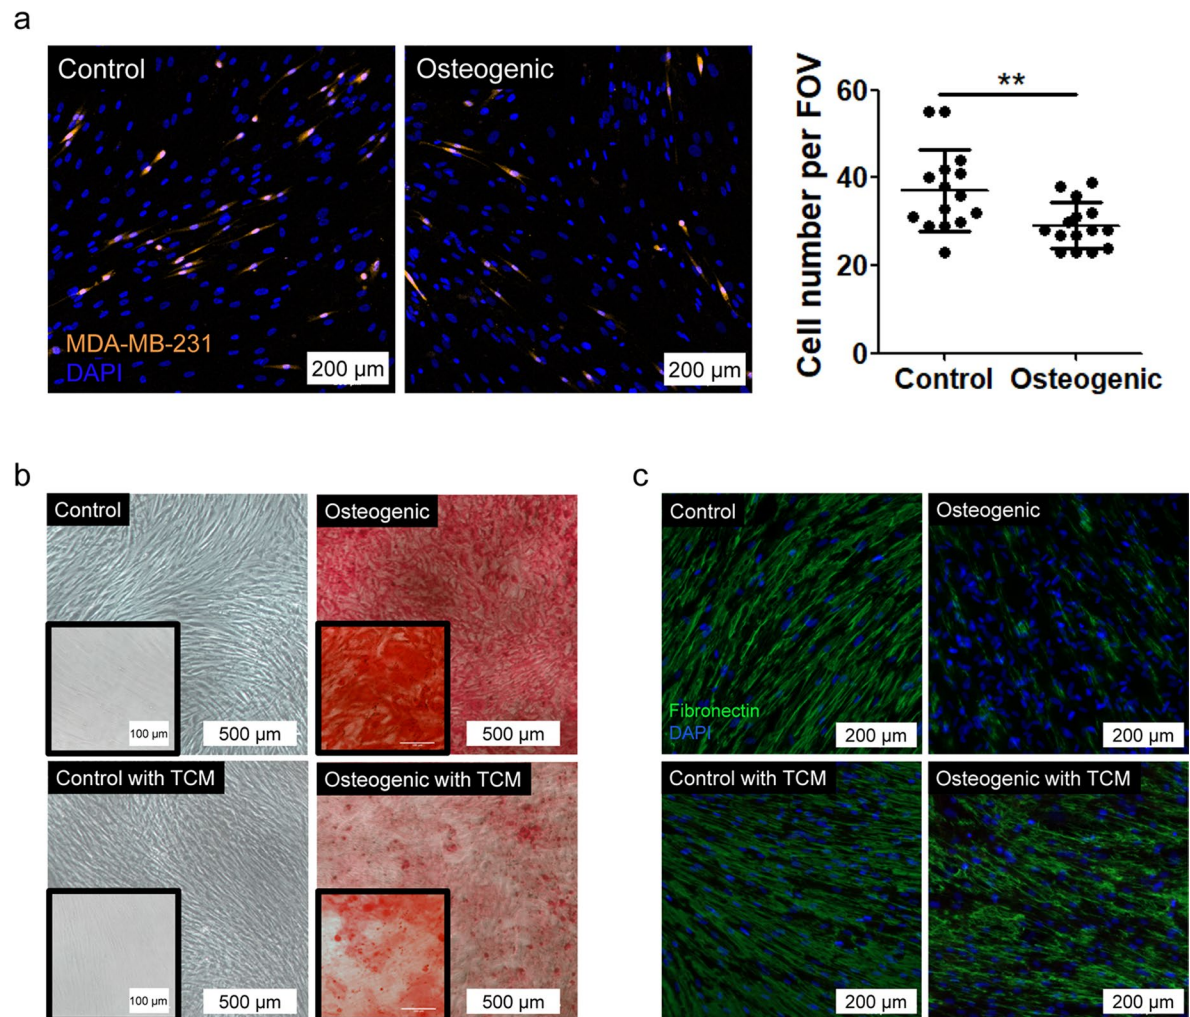 a
Control
Osteogenic
MDA-MB-231
DAPI
200 µm
200 µm
Cell number per FOV
**
60
40
20
0
Control Osteogenic
b
Control
Osteogenic
100 µm
500 µm
500 µm
Control with TCM
Osteogenic with TCM
100 µm
500 µm
500 µm
c
Control
Osteogenic
Fibronectin
DAPI
200 µm
200 µm
Control with TCM
Osteogenic with TCM
200 µm
200 µm